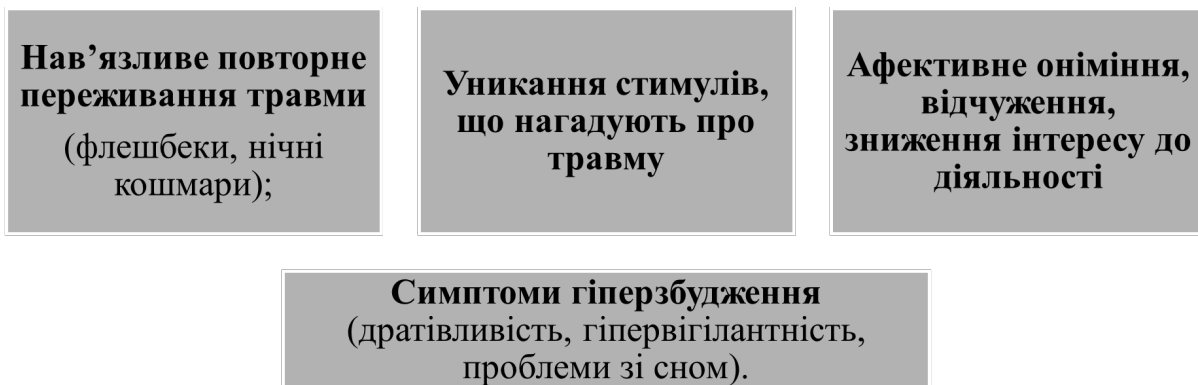 Нав’язливе повторне
переживання травми
(флешбеки, нічні
кошмари);
Уникання стимулів,
що нагадують про
травму
Афективне оніміння,
відчуження,
зниження інтересу до
діяльності
Симптоми гіперзбудження
(дратівливість, гіпервігілантність,
проблеми зі сном).